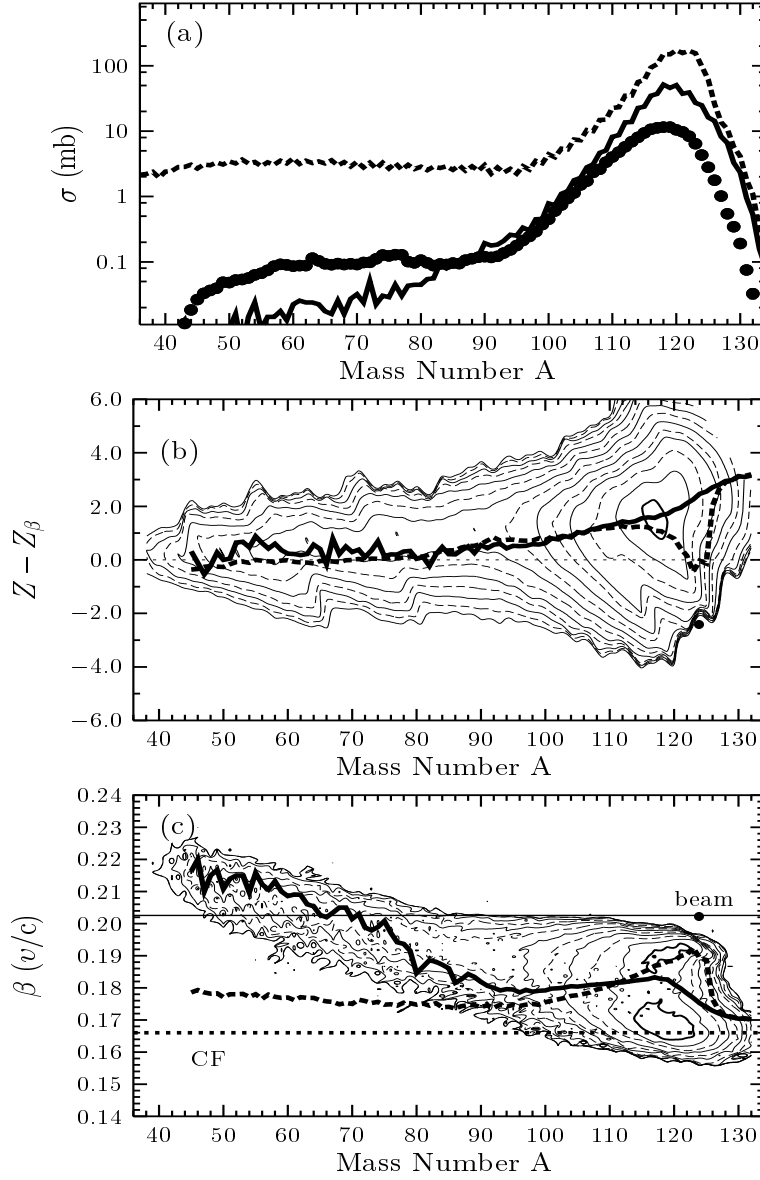 (a)
100
10
1
0.1
σ (mb)
40 50 60 70 80 90 100 110 120 130
Mass Number A
(b)
6.0
4.0
2.0
0.0
−2.0
−4.0
−6.0
Z − Zβ
40 50 60 70 80 90 100 110 120 130
Mass Number A
(c)
0.24
0.23
0.22
0.21
0.20
0.19
0.18
0.17
0.16
0.15
0.14
β (υ/c)
beam
CF
40 50 60 70 80 90 100 110 120 130
Mass Number A